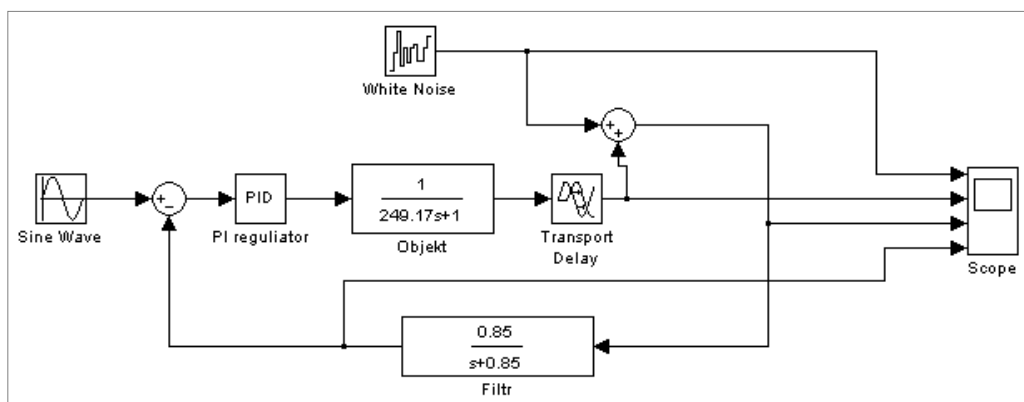 White Noise
+
+
Sine Wave
+
−
PID
PI reguliator
1
249.17s+1
Objekt
Transport
Delay
Scope
0.85
s+0.85
Filtr